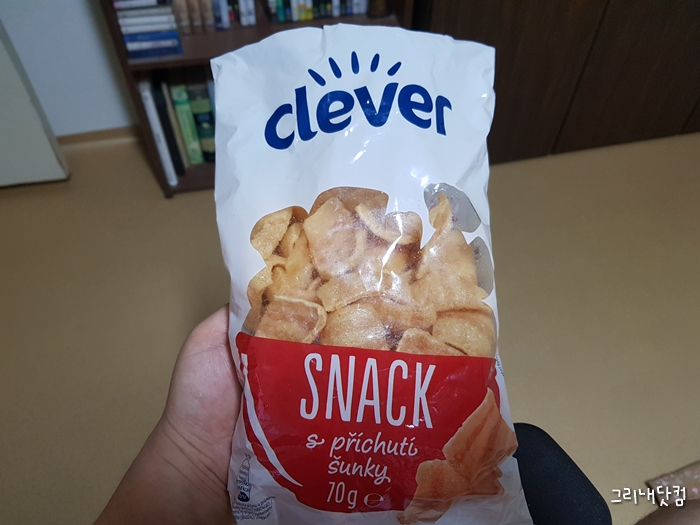 clever
SNACK
s příchutí
šunky
70g e
그리내닷컴